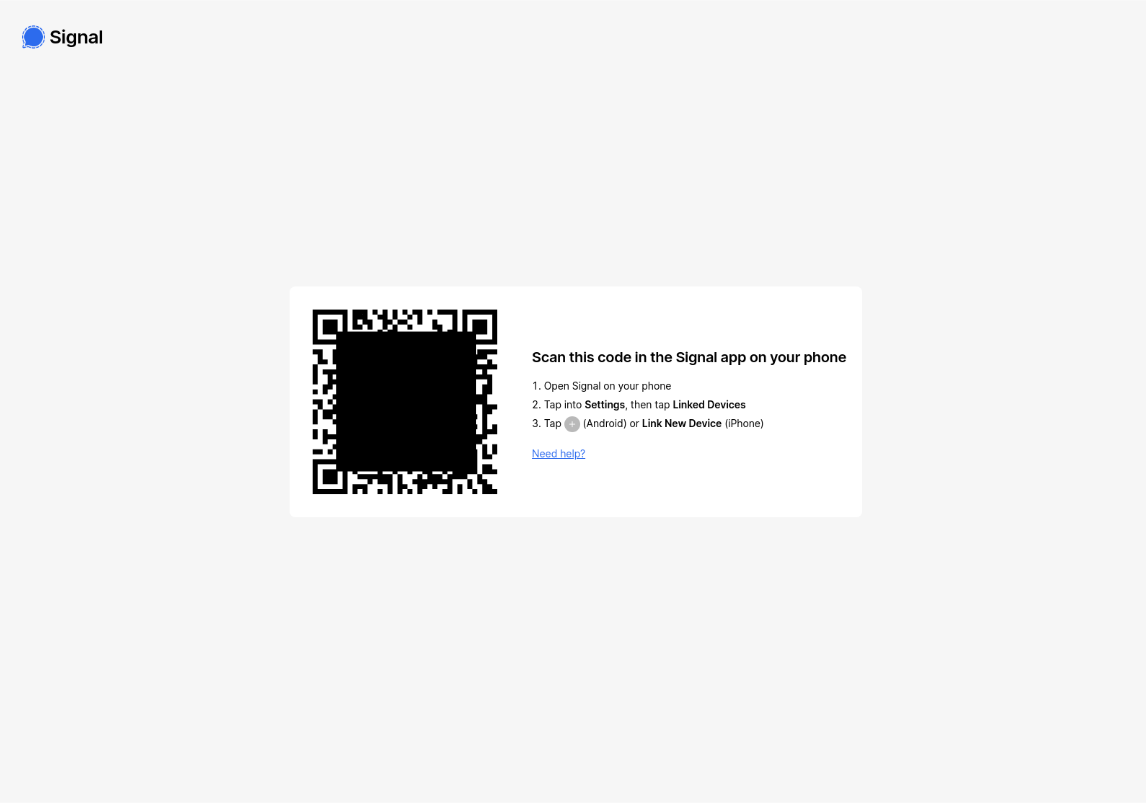 Signal
Scan this code in the Signal app on your phone
1. Open Signal on your phone
2. Tap into Settings, then tap Linked Devices
3. Tap + (Android) or Link New Device (iPhone)
Need help?